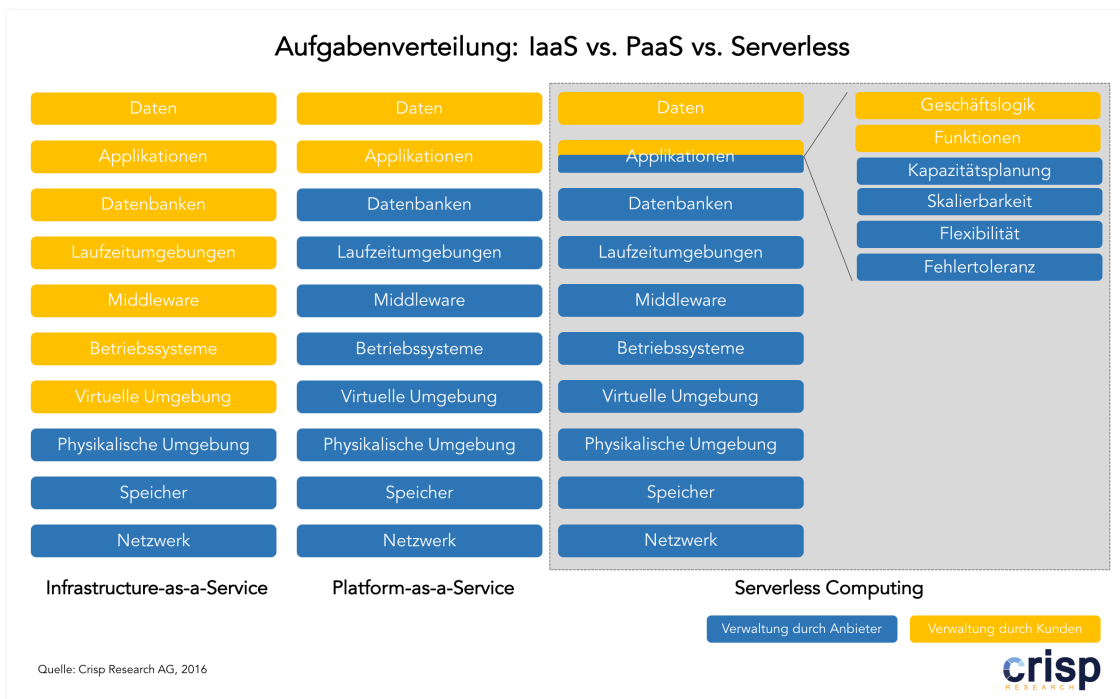 Aufgabenverteilung: IaaS vs. PaaS vs. Serverless
Daten
Applikationen
Datenbanken
Laufzeitumgebungen
Middleware
Betriebssysteme
Virtuelle Umgebung
Physikalische Umgebung
Speicher
Netzwerk
Infrastructure-as-a-Service
Daten
Applikationen
Datenbanken
Laufzeitumgebungen
Middleware
Betriebssysteme
Virtuelle Umgebung
Physikalische Umgebung
Speicher
Netzwerk
Platform-as-a-Service
Daten
Applikationen
Datenbanken
Laufzeitumgebungen
Middleware
Betriebssysteme
Virtuelle Umgebung
Physikalische Umgebung
Speicher
Netzwerk
Geschäftslogik
Funktionen
Kapazitätsplanung
Skalierbarkeit
Flexibilität
Fehlertoleranz
Serverless Computing
Verwaltung durch Anbieter
Verwaltung durch Kunden
Quelle: Crisp Research AG, 2016
crisp
RESEARCH